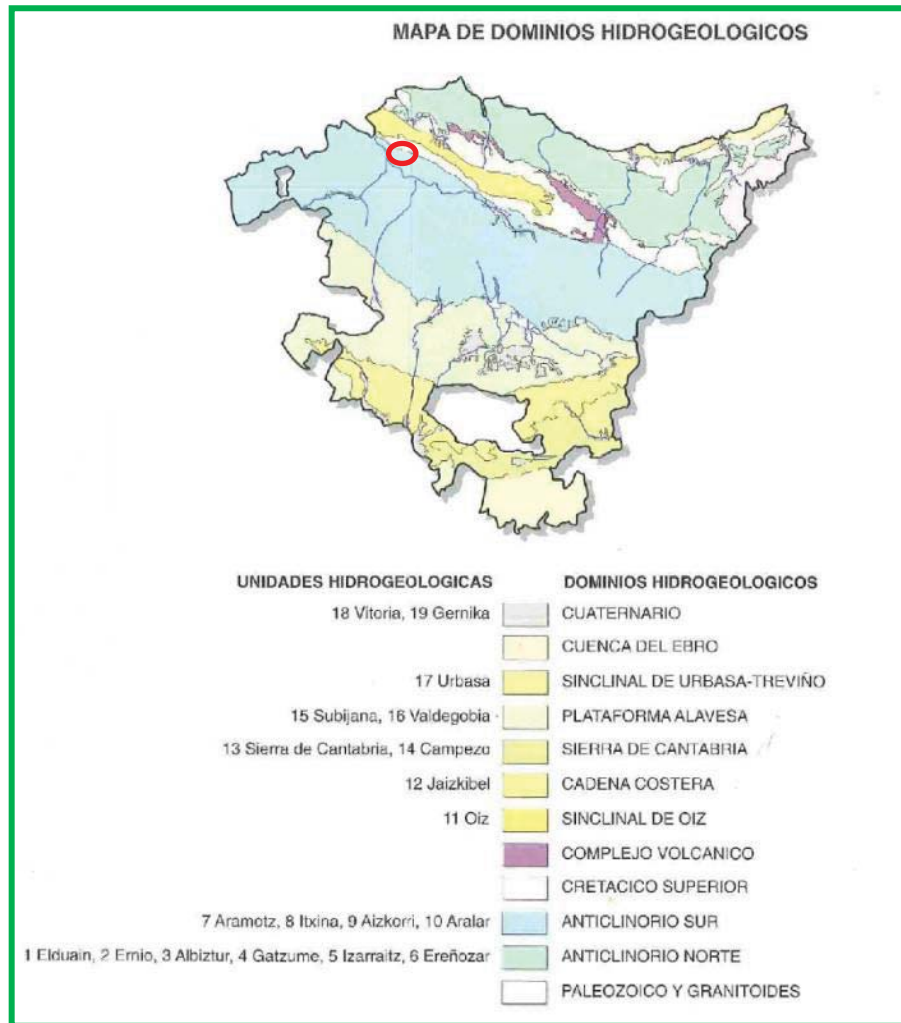 MAPA DE DOMINIOS HIDROGEOLOGICOS
UNIDADES HIDROGEOLOGICAS DOMINIOS HIDROGEOLOGICOS
18 Vitoria, 19 Gernika CUATERNARIO
CUENCA DEL EBRO
17 Urbasa SINCLINAL DE URBASA-TREVIÑO
15 Subijana, 16 Valdegobia PLATAFORMA ALAVESA
13 Sierra de Cantabria, 14 Campezo SIERRA DE CANTABRIA
12 Jaizkibel CADENA COSTERA
11 Oiz SINCLINAL DE OIZ
COMPLEJO VOLCANICO
CRETACICO SUPERIOR
7 Aramotz, 8 Itxina, 9 Aizkorri, 10 Aralar ANTICLINORIO SUR
1 Elduain, 2 Ernio, 3 Albiztur, 4 Gatzume, 5 Izarraitz, 6 Ereñozar ANTICLINORIO NORTE
PALEOZOICO Y GRANITOIDES